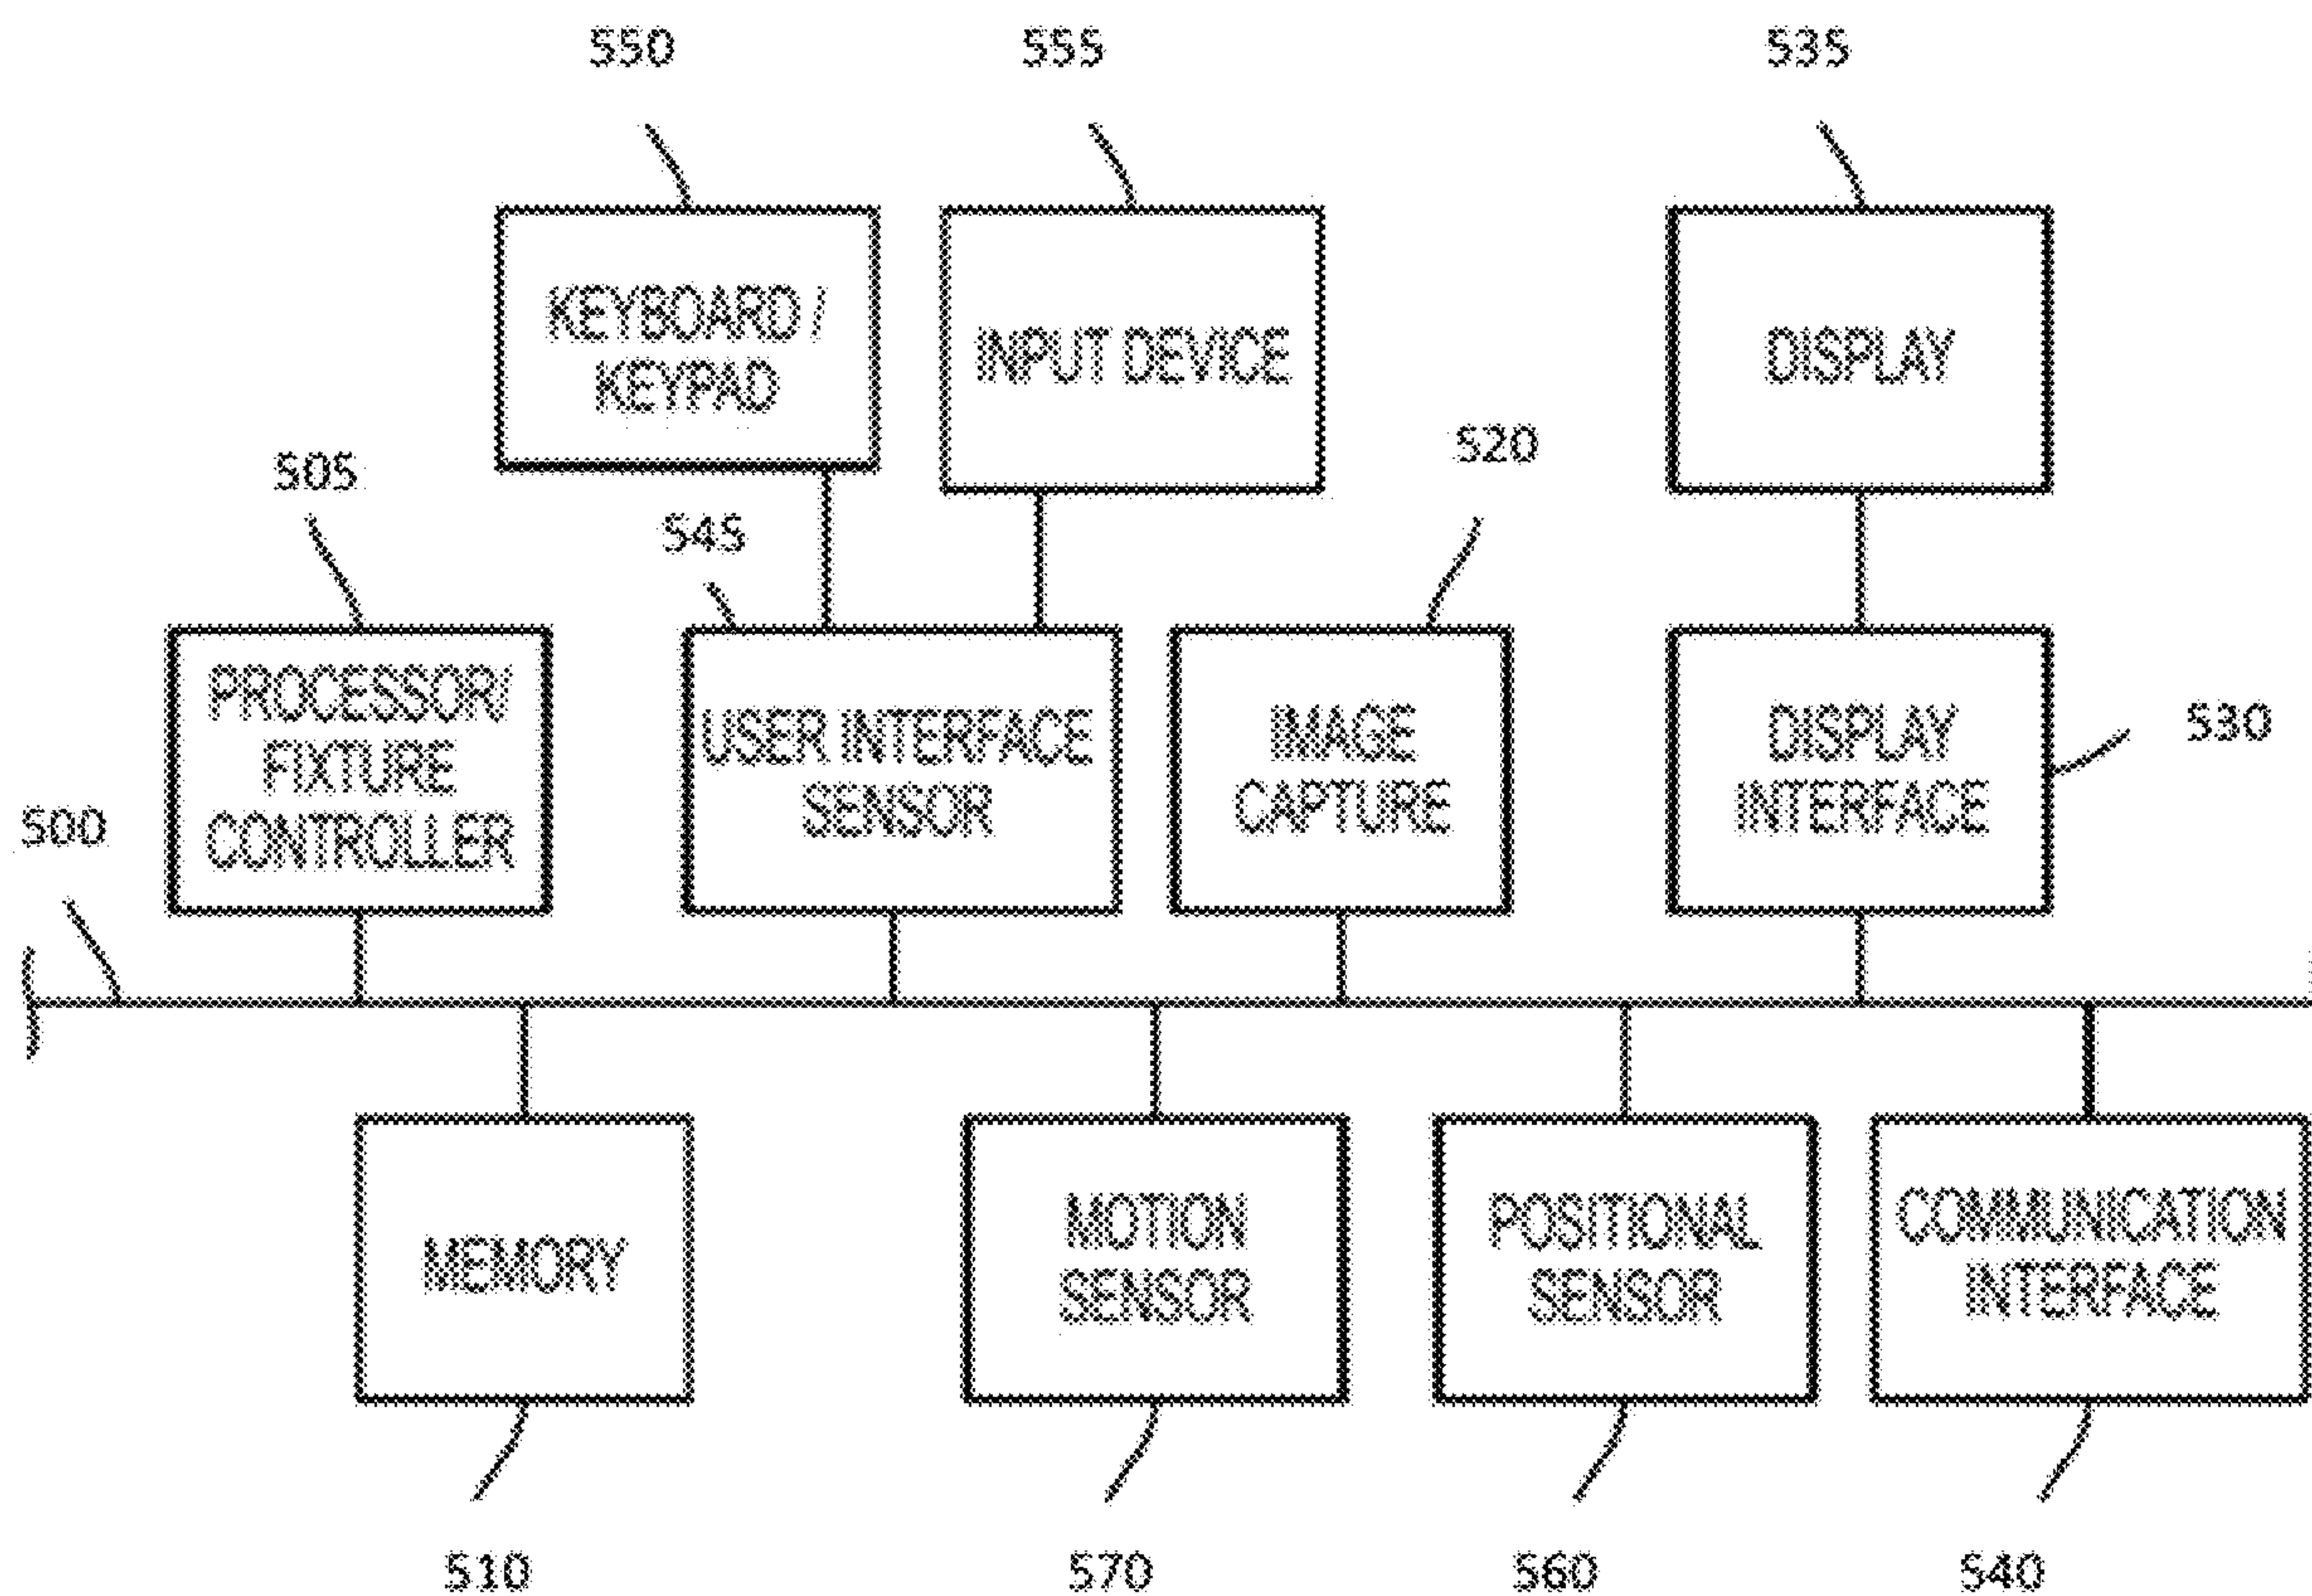 550
555
535
KEYBOARD /
KEYPAD
INPUT DEVICE
DISPLAY
520
505
545
PROCESSOR/
FIXTURE
CONTROLLER
USER INTERFACE
SENSOR
IMAGE
CAPTURE
DISPLAY
INTERFACE
530
500
MEMORY
MOTION
SENSOR
POSITIONAL
SENSOR
COMMUNICATION
INTERFACE
510
570
560
540